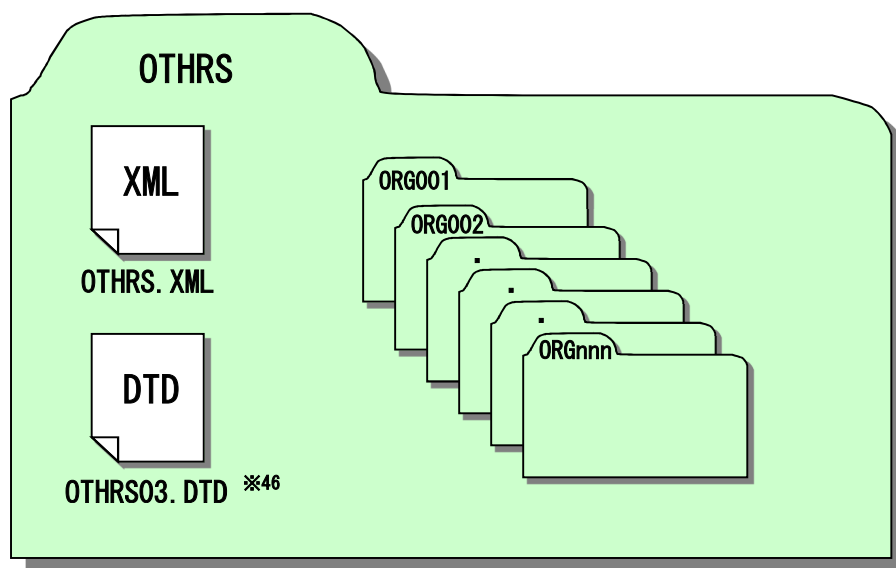 OTHRS
XML
OTHRS.XML
DTD
OTHRS03.DTD ※46
ORG001
ORG002
.
.
.
ORGnnn